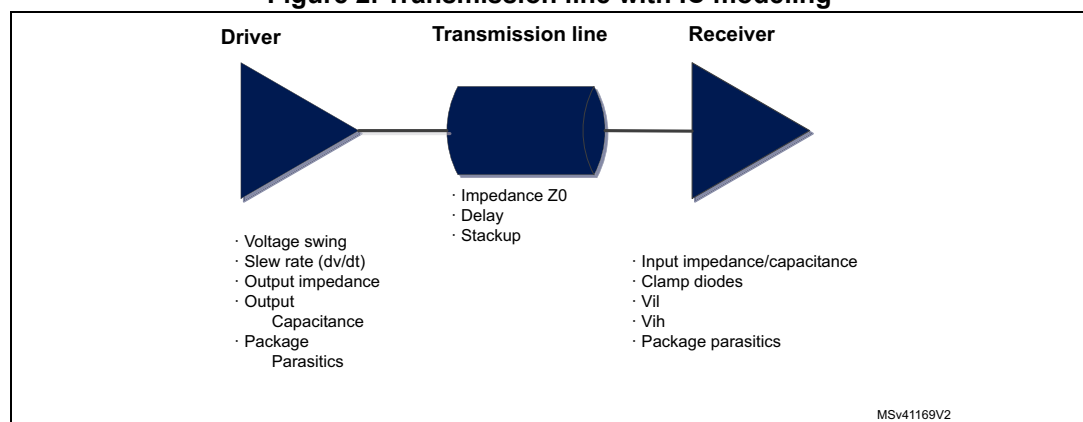 Figure 2. Transmission line with IC modeling
Driver
Transmission line
Receiver
· Impedance Z0
· Delay
· Stackup
· Voltage swing
· Slew rate (dv/dt)
· Output impedance
· Output
Capacitance
· Package
Parasitics
· Input impedance/capacitance
· Clamp diodes
· Vil
· Vih
· Package parasitics
MSv41169V2